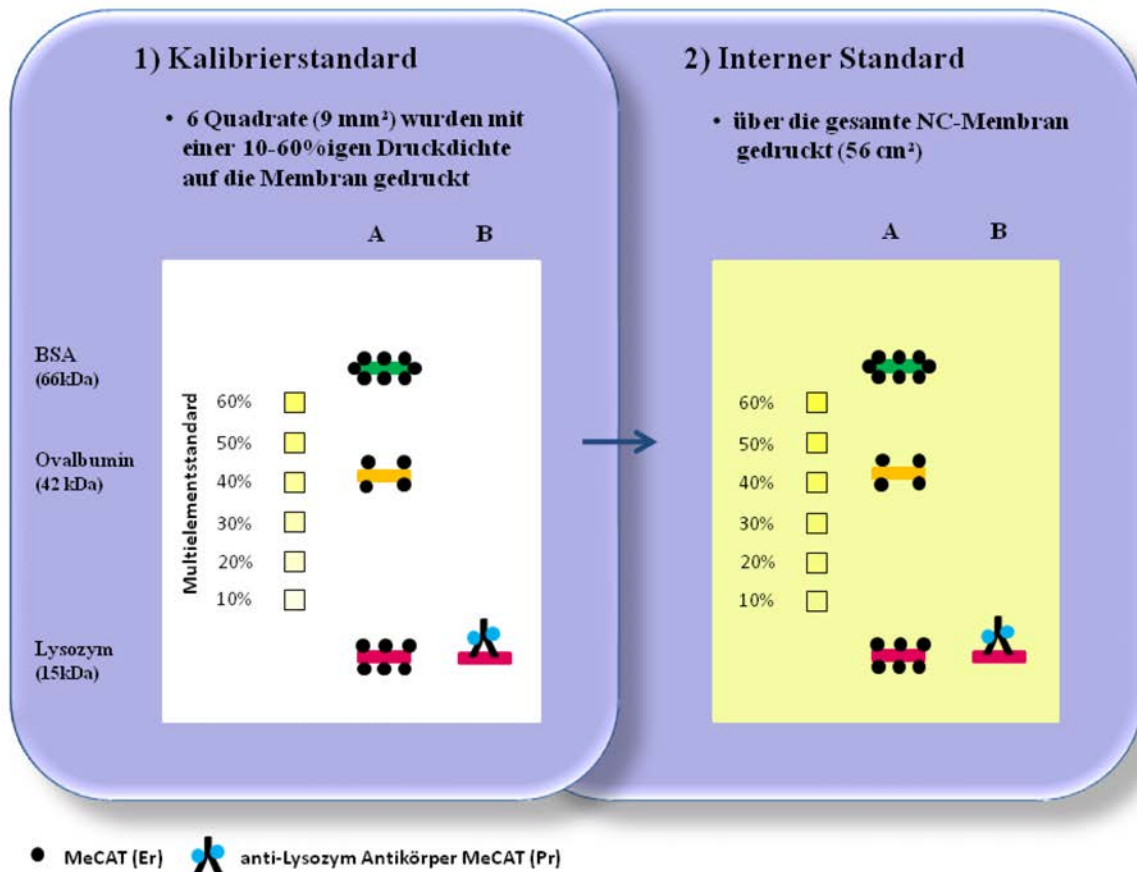 1) Kalibrierstandard
• 6 Quadrate (9 mm²) wurden mit
einer 10-60%igen Druckdichte
auf die Membran gedruckt
A B
BSA
(66kDa)
Ovalbumin
(42 kDa)
Lysozym
(15kDa)
Multielementstandard
60%
50%
40%
30%
20%
10%
2) Interner Standard
• über die gesamte NC-Membran
gedruckt (56 cm²)
A B
60%
50%
40%
30%
20%
10%
MeCAT (Er) anti-Lysozym Antikörper MeCAT (Pr)